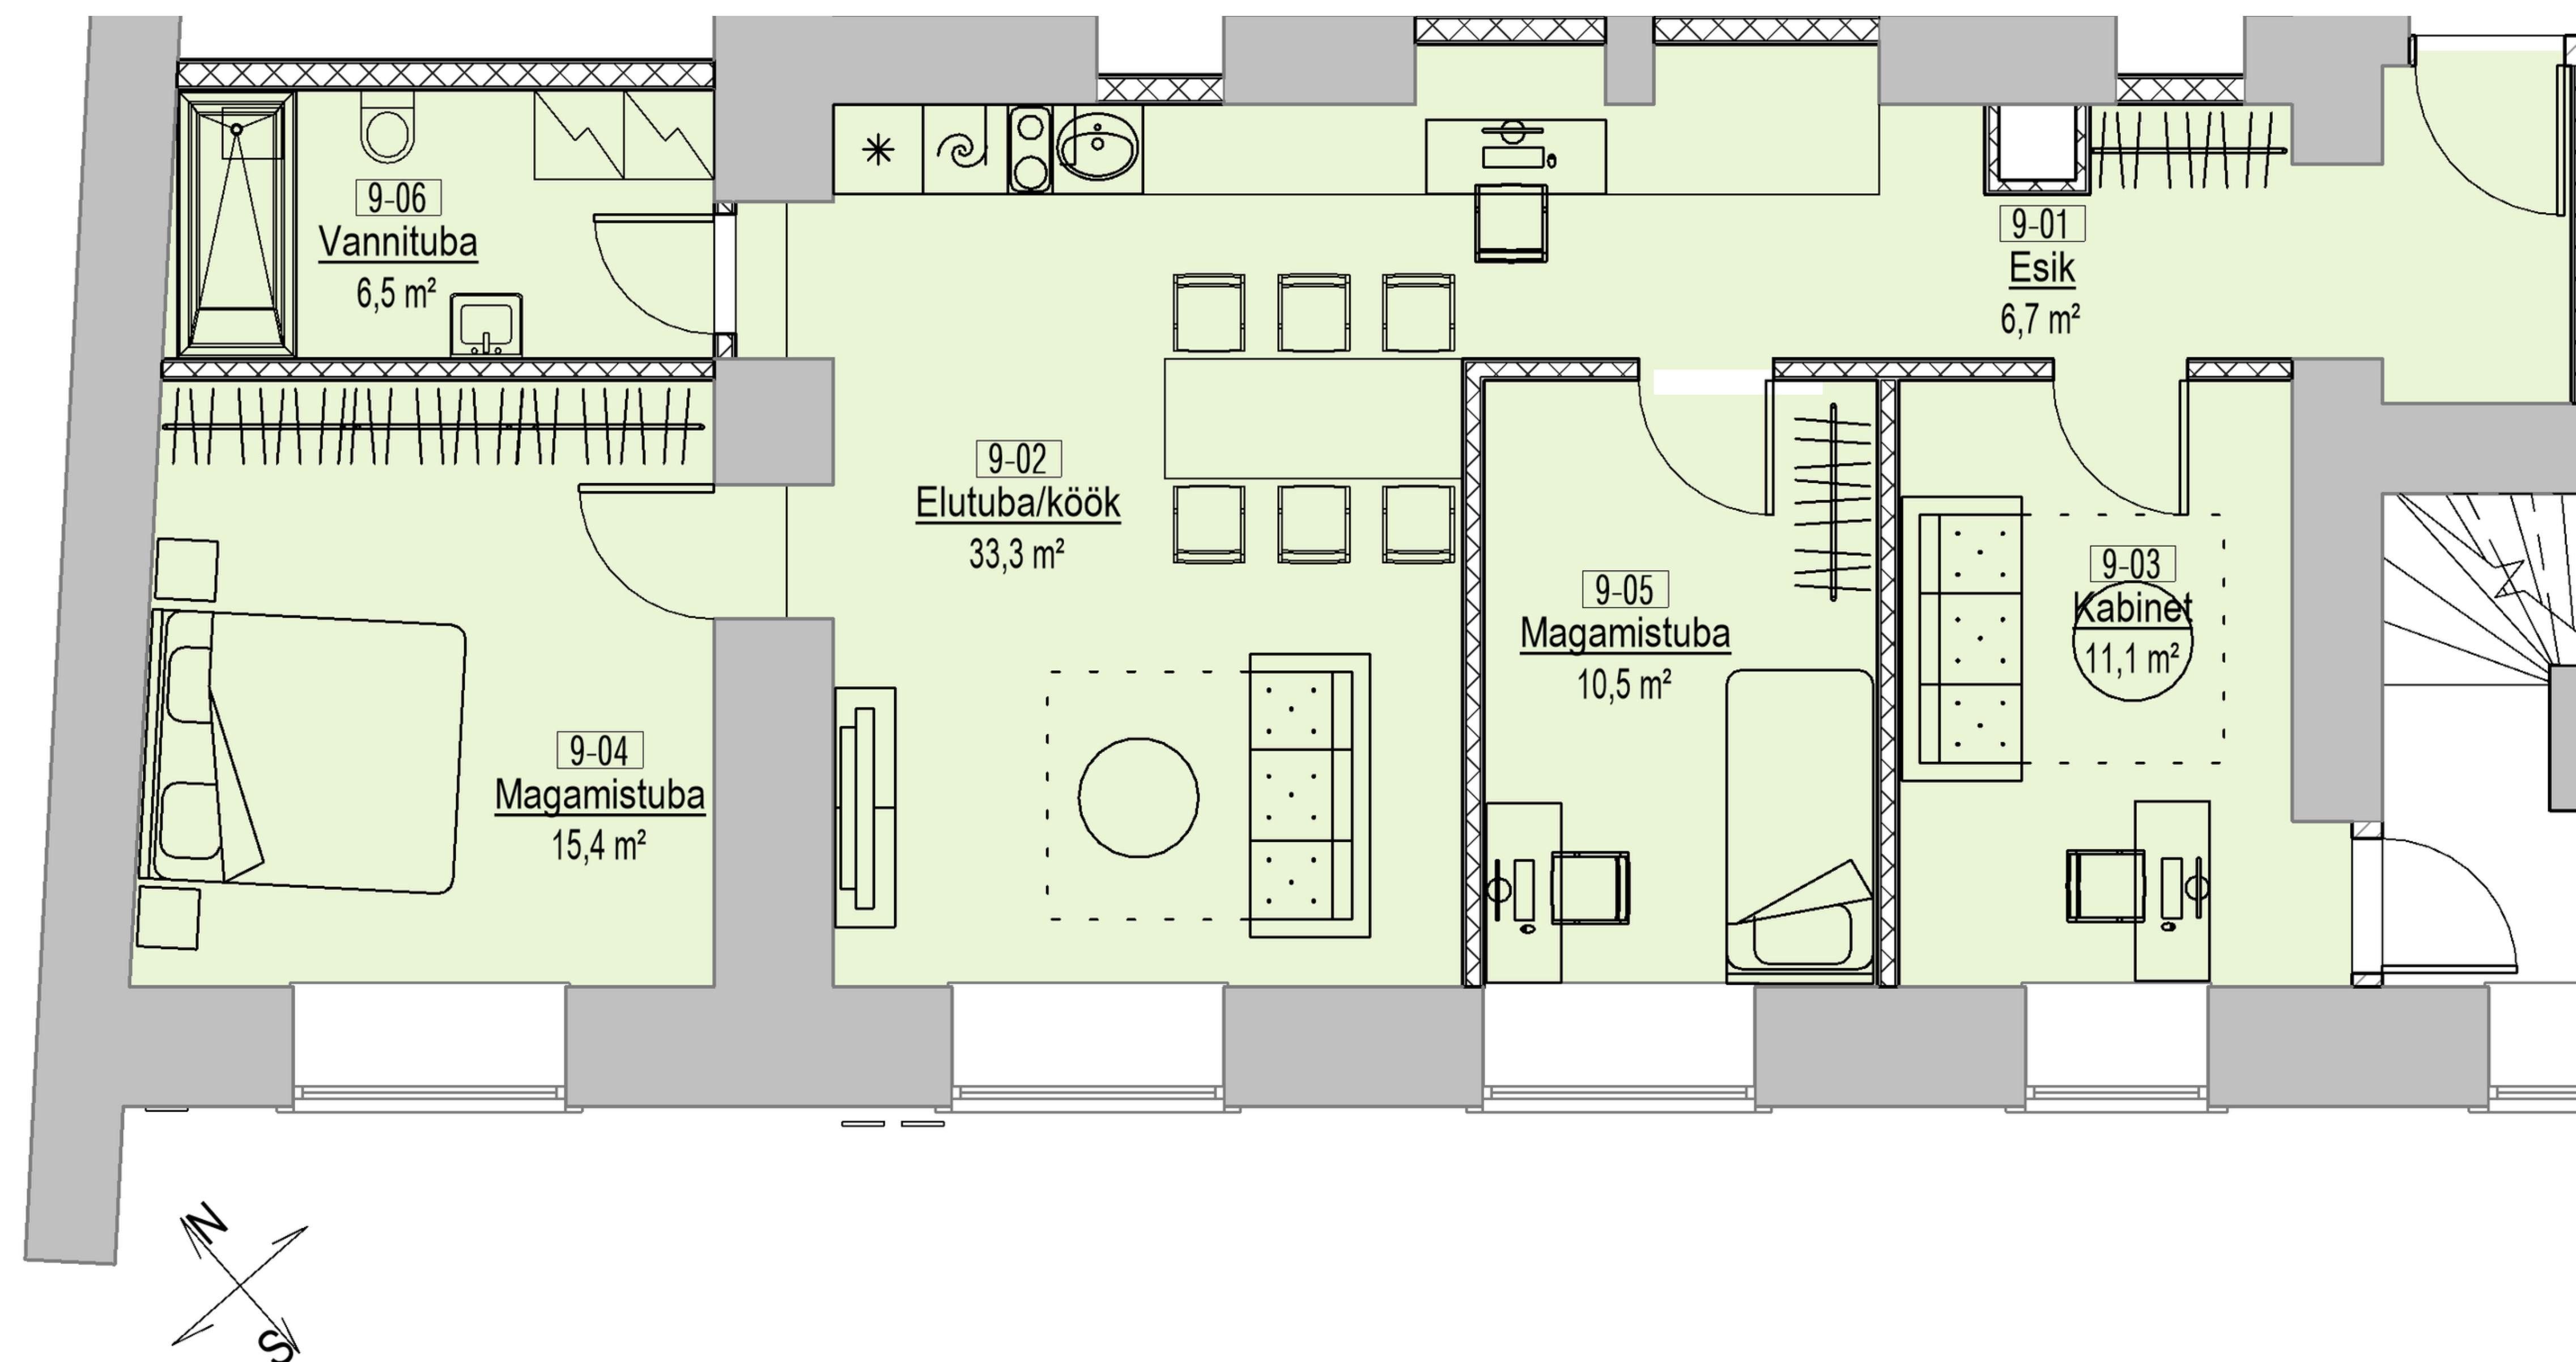 9-06
Vannituba
6,5 m²
9-01
Esik
6,7 m²
9-02
Elutuba/köök
33,3 m²
9-05
Magamistuba
10,5 m²
9-03
Kabinet
11,1 m²
9-04
Magamistuba
15,4 m²
N
S